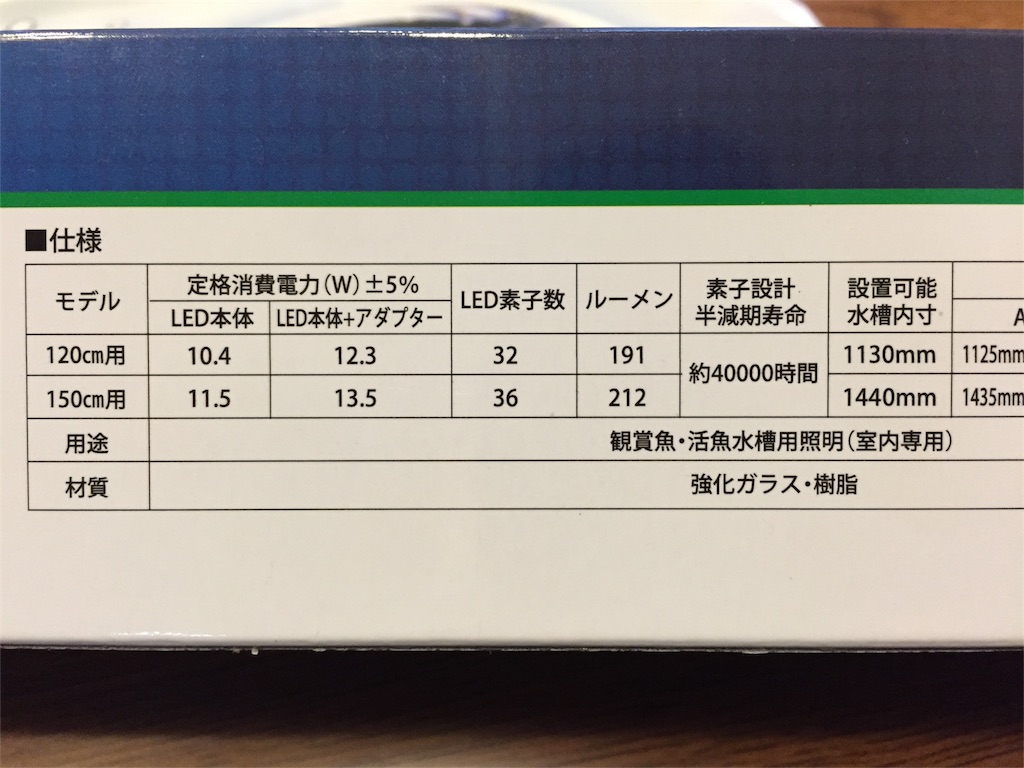 ■仕様
モデル 定格消費電力(W)±5% LED素子数 ルーメン 素子設計 設置可能
LED本体 LED本体+アダプター 半減期寿命 水槽内寸 A
120㎝用 10.4 12.3 32 191 約40000時間 1130mm 1125mm
150㎝用 11.5 13.5 36 212 1440mm 1435mm
用途 観賞魚・活魚水槽用照明(室内専用)
材質 強化ガラス・樹脂